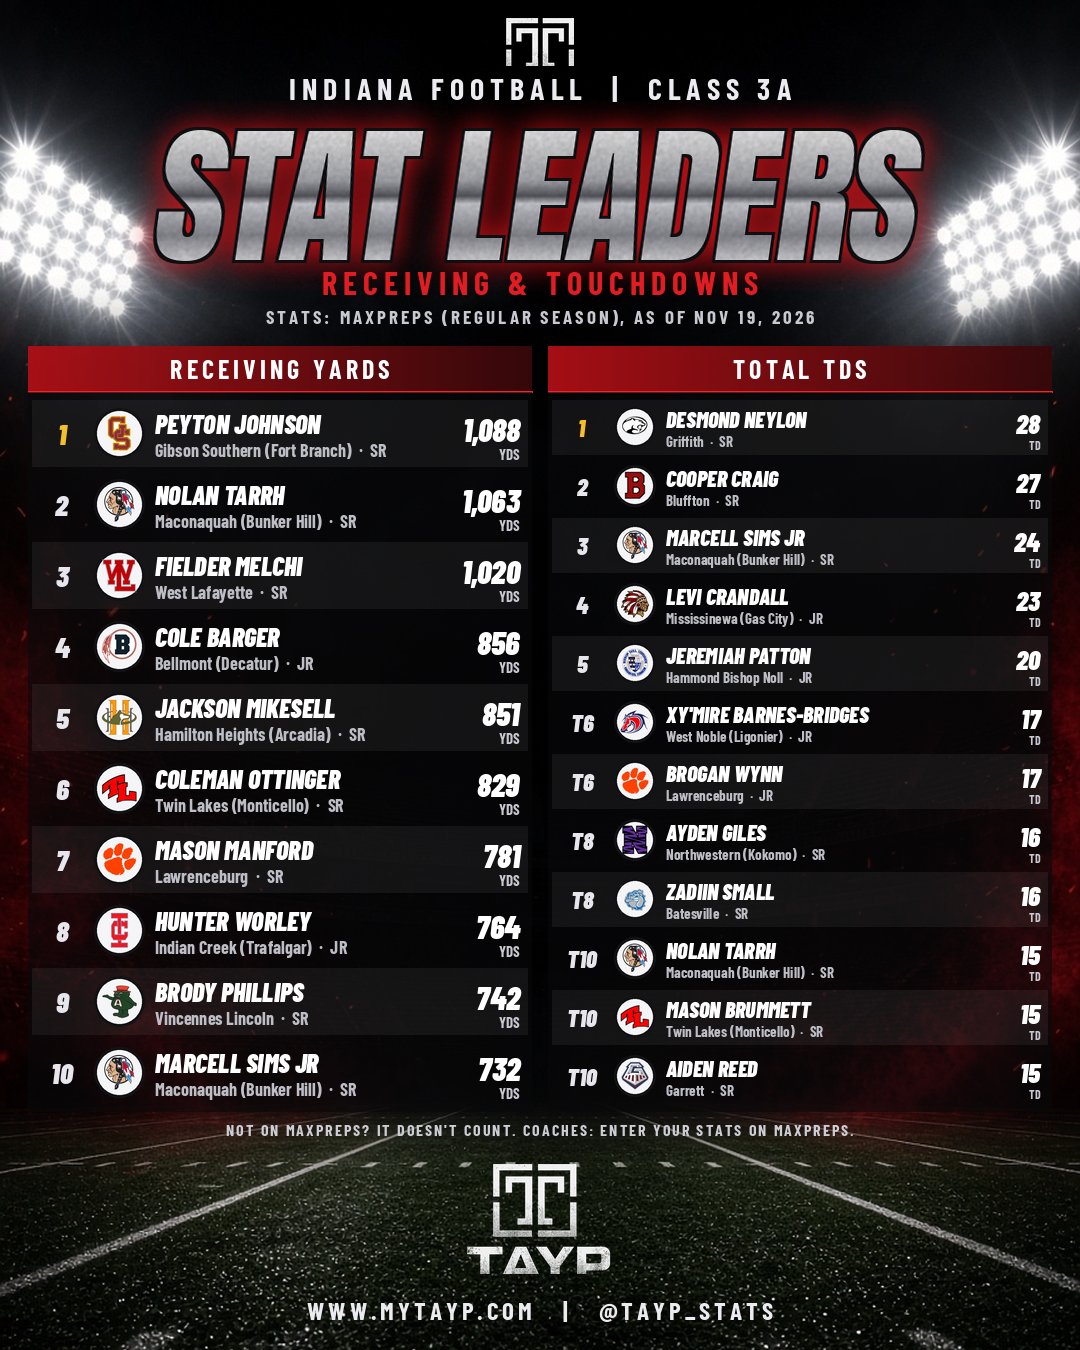 INDIANA FOOTBALL | CLASS 3A
STAT LEADERS
RECEIVING & TOUCHDOWNS
STATS: MAXPREPS (REGULAR SEASON), AS OF NOV 19, 2026
RECEIVING YARDS
1 PEYTON JOHNSON 1,088
Gibson Southern (Fort Branch) · SR YDS
2 NOLAN TARRH 1,063
Maconaquah (Bunker Hill) · SR YDS
3 FIELDER MELCHI 1,020
West Lafayette · SR YDS
4 COLE BARGER 856
Bellmont (Decatur) · JR YDS
5 JACKSON MIKESELL 851
Hamilton Heights (Arcadia) · SR YDS
6 COLEMAN OTTINGER 829
Twin Lakes (Monticello) · SR YDS
7 MASON MANFORD 781
Lawrenceburg · SR YDS
8 HUNTER WORLEY 764
Indian Creek (Trafalgar) · JR YDS
9 BRODY PHILLIPS 742
Vincennes Lincoln · SR YDS
10 MARCELL SIMS JR 732
Maconaquah (Bunker Hill) · SR YDS
TOTAL TDS
1 DESMOND NEYLON 28
Griffith · SR TD
2 COOPER CRAIG 27
Bluffton · SR TD
3 MARCELL SIMS JR 24
Maconaquah (Bunker Hill) · SR TD
4 LEVI CRANDALL 23
Mississinewa (Gas City) · JR TD
5 JEREMIAH PATTON 20
Hammond Bishop Noll · JR TD
T6 XY'MIRE BARNES-BRIDGES 17
West Noble (Ligonier) · JR TD
T6 BROGAN WYNN 17
Lawrenceburg · JR TD
T8 AYDEN GILES 16
Northwestern (Kokomo) · SR TD
T8 ZADIIN SMALL 16
Batesville · SR TD
T10 NOLAN TARRH 15
Maconaquah (Bunker Hill) · SR TD
T10 MASON BRUMMETT 15
Twin Lakes (Monticello) · SR TD
T10 AIDEN REED 15
Garrett · SR TD
NOT ON MAXPREPS? IT DOESN'T COUNT. COACHES: ENTER YOUR STATS ON MAXPREPS.
TAYP
WWW.MYTAYP.COM | @TAYP_STATS